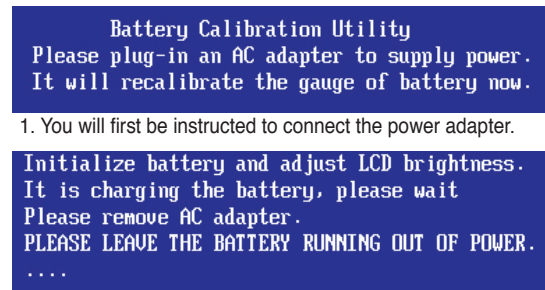 Battery Calibration Utility
Please plug-in an AC adapter to supply power.
It will recalibrate the gauge of battery now.
1. You will first be instructed to connect the power adapter.
Initialize battery and adjust LCD brightness.
It is charging the battery, please wait
Please remove AC adapter.
PLEASE LEAVE THE BATTERY RUNNING OUT OF POWER.
....